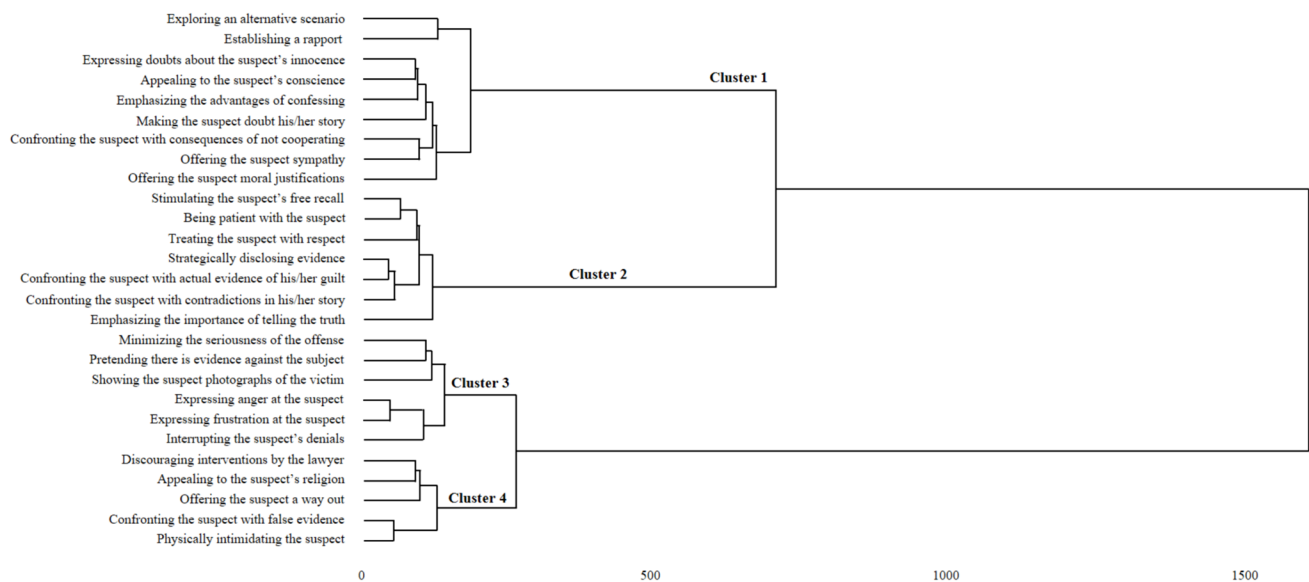 Exploring an alternative scenario
Establishing a rapport
Expressing doubts about the suspect's innocence
Cluster 1
Appealing to the suspect's conscience
Emphasizing the advantages of confessing
Making the suspect doubt his/her story
Confronting the suspect with consequences of not cooperating
Offering the suspect sympathy
Offering the suspect moral justifications
Stimulating the suspect's free recall
Being patient with the suspect
Treating the suspect with respect
Strategically disclosing evidence
Cluster 2
Confronting the suspect with actual evidence of his/her guilt
Confronting the suspect with contradictions in his/her story
Emphasizing the importance of telling the truth
Minimizing the seriousness of the offense
Pretending there is evidence against the subject
Showing the suspect photographs of the victim
Cluster 3
Expressing anger at the suspect
Expressing frustration at the suspect
Interrupting the suspect's denials
Discouraging interventions by the lawyer
Appealing to the suspect's religion
Offering the suspect a way out
Cluster 4
Confronting the suspect with false evidence
Physically intimidating the suspect
0 500 1000 1500